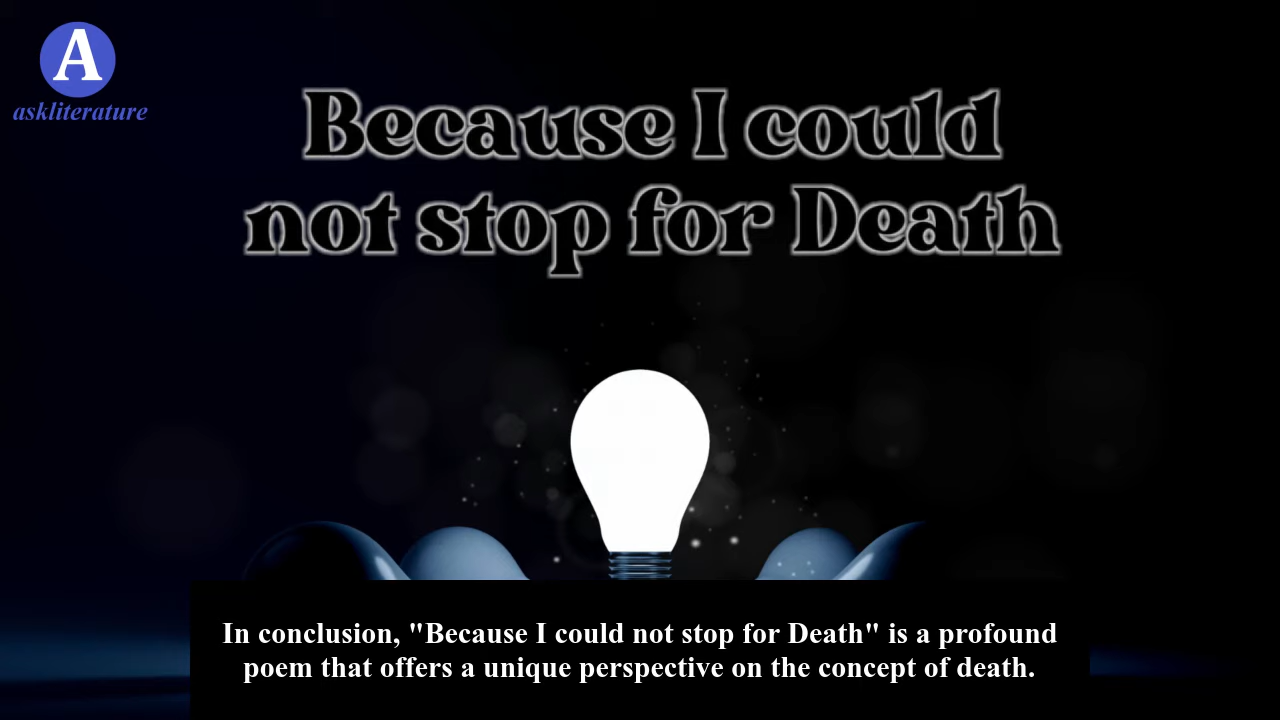 A
askliterature
Because I could
not stop for Death
In conclusion, "Because I could not stop for Death" is a profound
poem that offers a unique perspective on the concept of death.